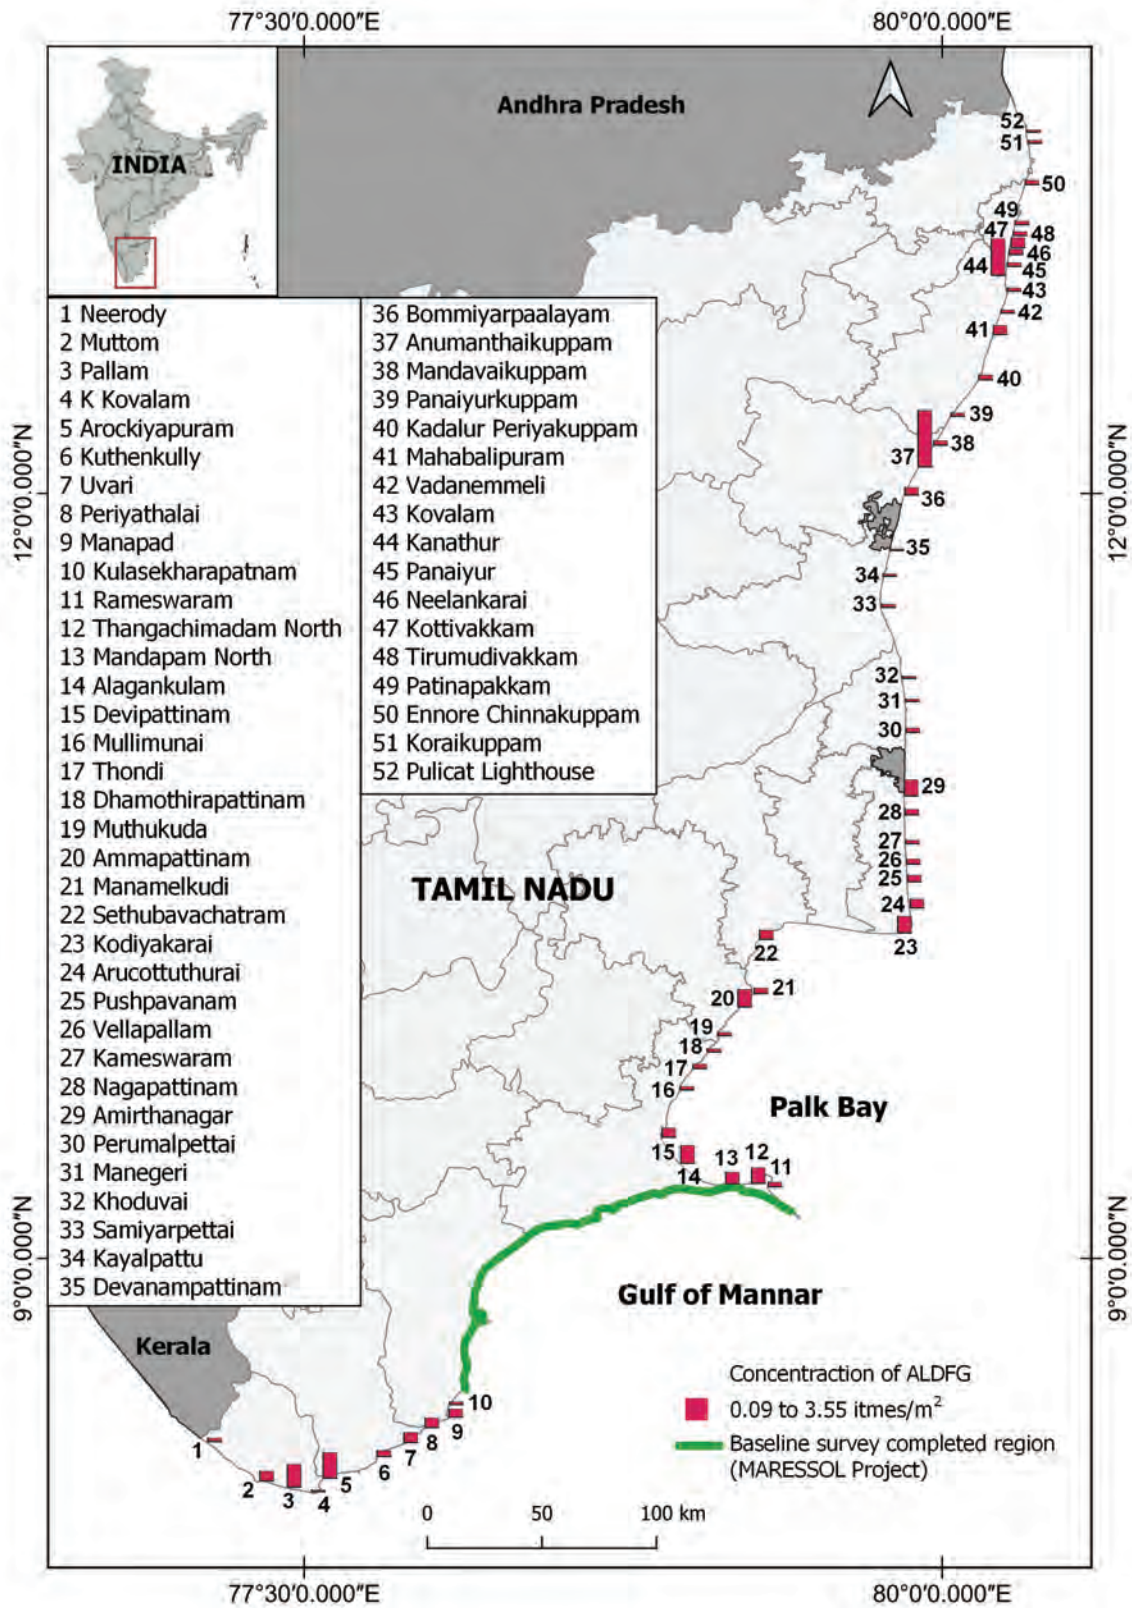 77°30'0.000"E 80°0'0.000"E
Andhra Pradesh
INDIA
1 Neerody
2 Muttom
3 Pallam
4 K Kovalam
5 Arockiyapuram
6 Kuthenkully
7 Uvari
8 Periyathalai
9 Manapad
10 Kulasekharapatnam
11 Rameswaram
12 Thangachimadam North
13 Mandapam North
14 Alagankulam
15 Devipattinam
16 Mullimunai
17 Thondi
18 Dhamothirapattinam
19 Muthukuda
20 Ammapattinam
21 Manamelkudi
22 Sethubavachatram
23 Kodiyakarai
24 Arucottuthurai
25 Pushpavanam
26 Vellapallam
27 Kameswaram
28 Nagapattinam
29 Amirthanagar
30 Perumalpettai
31 Manegeri
32 Khoduvai
33 Samiyarpettai
34 Kayalpattu
35 Devanampattinam
36 Bommiyarpaalayam
37 Anumanthaikuppam
38 Mandavaikuppam
39 Panaiyurkuppam
40 Kadalur Periyakuppam
41 Mahabalipuram
42 Vadanemmeli
43 Kovalam
44 Kanathur
45 Panaiyur
46 Neelankarai
47 Kottivakkam
48 Tirumudivakkam
49 Patinapakkam
50 Ennore Chinnakuppam
51 Koraikuppam
52 Pulicat Lighthouse
52
51
50
49
47
48
46
44
45
43
42
41
40
39
38
37
36
35
34
33
32
31
30
29
28
27
26
25
24
23
22
21
20
19
18
17
16
15
14
13
12
11
10
9
8
7
6
5
4
3
2
1
12°0'0.000"N
12°0'0.000"N
9°0'0.000"N
9°0'0.000"N
TAMIL NADU
Palk Bay
Gulf of Mannar
Kerala
Concentraction of ALDFG
0.09 to 3.55 itmes/m²
Baseline survey completed region
(MARESSOL Project)
0 50 100 km
77°30'0.000"E 80°0'0.000"E